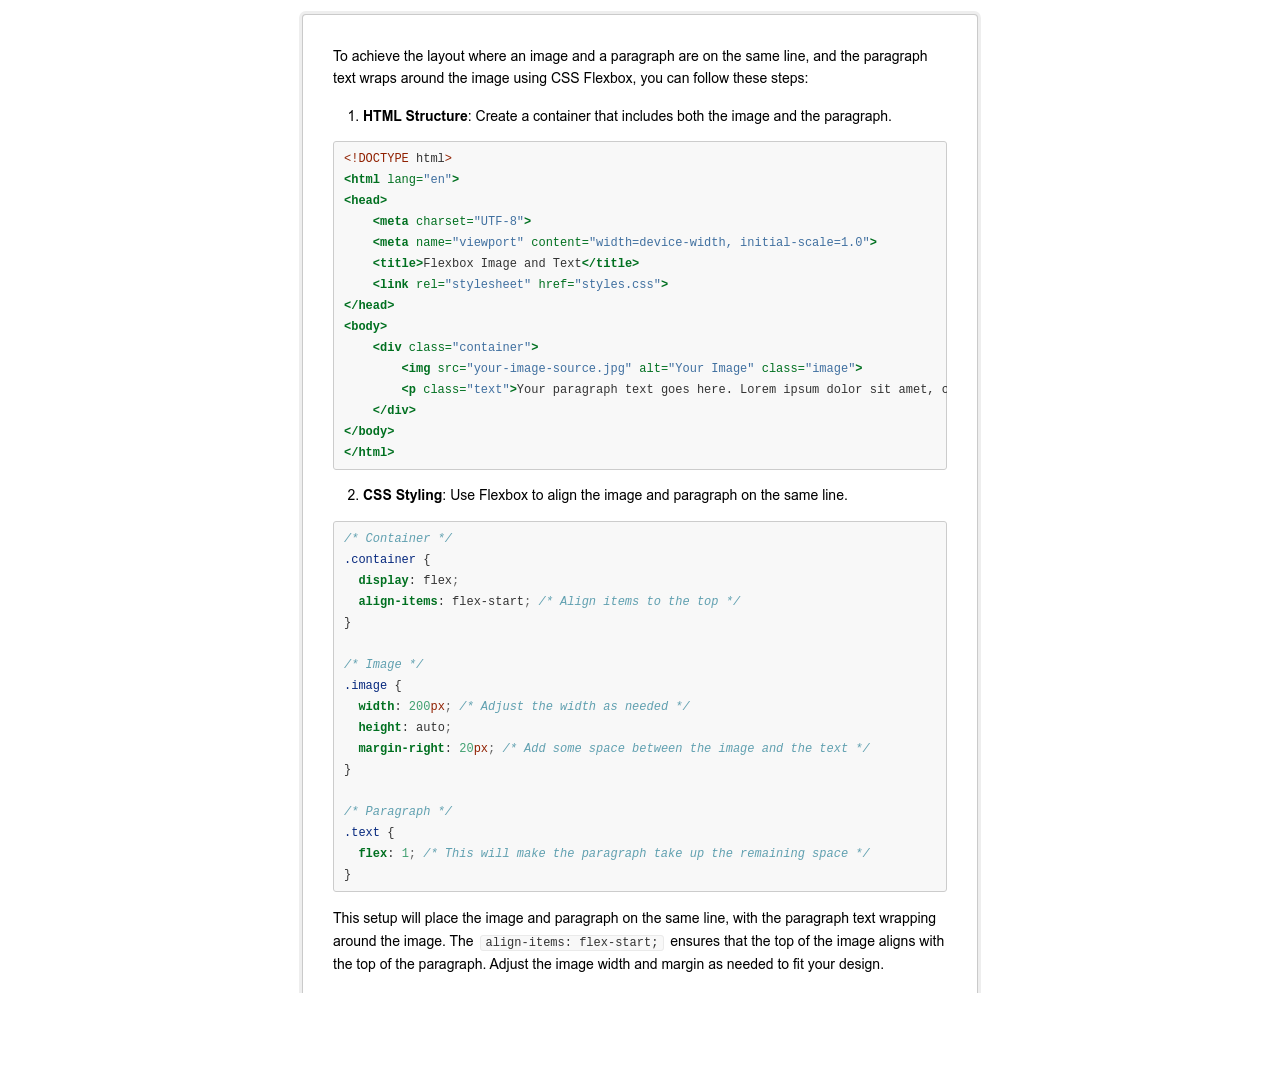 To achieve the layout where an image and a paragraph are on the same line, and the paragraph
text wraps around the image using CSS Flexbox, you can follow these steps:
1. HTML Structure: Create a container that includes both the image and the paragraph.
<!DOCTYPE html>
<html lang="en">
<head>
    <meta charset="UTF-8">
    <meta name="viewport" content="width=device-width, initial-scale=1.0">
    <title>Flexbox Image and Text</title>
    <link rel="stylesheet" href="styles.css">
</head>
<body>
    <div class="container">
        <img src="your-image-source.jpg" alt="Your Image" class="image">
        <p class="text">Your paragraph text goes here. Lorem ipsum dolor sit amet,
    </div>
</body>
</html>
2. CSS Styling: Use Flexbox to align the image and paragraph on the same line.
/* Container */
.container {
  display: flex;
  align-items: flex-start; /* Align items to the top */
}
/* Image */
.image {
  width: 200px; /* Adjust the width as needed */
  height: auto;
  margin-right: 20px; /* Add some space between the image and the text */
}
/* Paragraph */
.text {
  flex: 1; /* This will make the paragraph take up the remaining space */
}
This setup will place the image and paragraph on the same line, with the paragraph text wrapping
around the image. The align-items: flex-start; ensures that the top of the image aligns with
the top of the paragraph. Adjust the image width and margin as needed to fit your design.